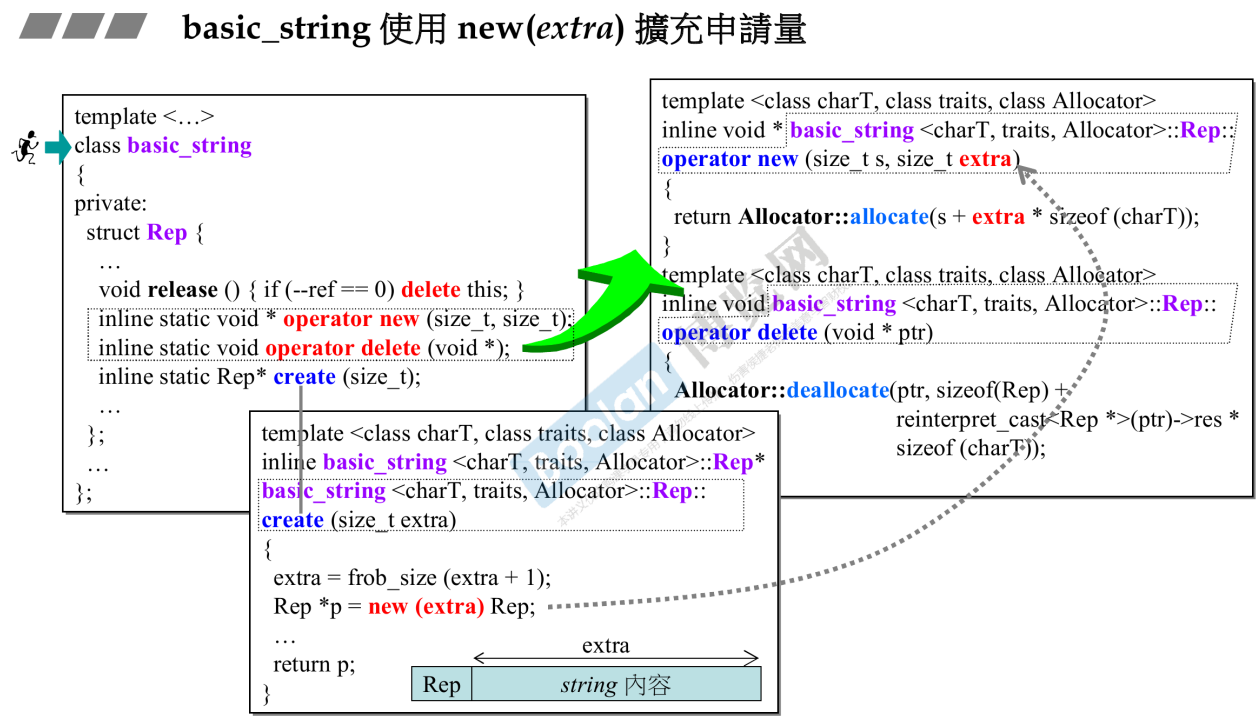 basic_string 使用 new(extra) 擴充申請量
template <…>
class basic_string
{
private:
struct Rep {
…
void release () { if (--ref == 0) delete this; }
inline static void * operator new (size_t, size_t);
inline static void operator delete (void *);
inline static Rep* create (size_t);
…
};
…
};
template <class charT, class traits, class Allocator>
inline void * basic_string <charT, traits, Allocator>::Rep::
operator new (size_t s, size_t extra)
{
return Allocator::allocate(s + extra * sizeof (charT));
}
template <class charT, class traits, class Allocator>
inline void basic_string <charT, traits, Allocator>::Rep::
operator delete (void * ptr)
{
Allocator::deallocate(ptr, sizeof(Rep) +
reinterpret_cast<Rep *>(ptr)->res *
sizeof (charT));
}
template <class charT, class traits, class Allocator>
inline basic_string <charT, traits, Allocator>::Rep*
basic_string <charT, traits, Allocator>::Rep::
create (size_t extra)
{
extra = frob_size (extra + 1);
Rep *p = new (extra) Rep;
…
return p;
}
extra
Rep
string 內容
Boolan
博览网